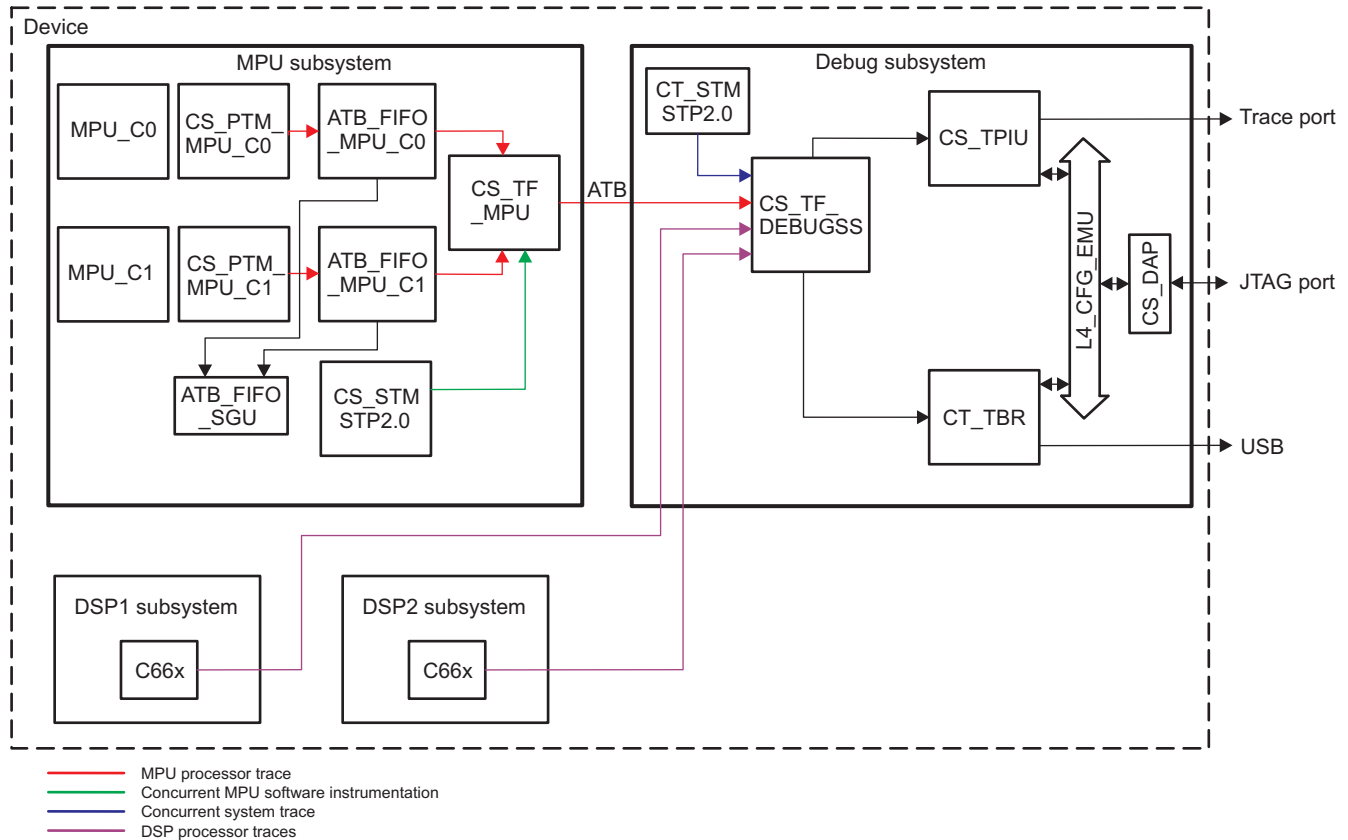 Device
MPU subsystem
MPU_C0
CS_PTM_
MPU_C0
ATB_FIFO
_MPU_C0
CS_TF
_MPU
MPU_C1
CS_PTM_
MPU_C1
ATB_FIFO
_MPU_C1
ATB_FIFO
_SGU
CS_STM
STP2.0
ATB
Debug subsystem
CT_STM
STP2.0
CS_TF_
DEBUGSS
CS_TPIU
L4_CFG_EMU
CS_DAP
CT_TBR
Trace port
JTAG port
USB
DSP1 subsystem
C66x
DSP2 subsystem
C66x
MPU processor trace
Concurrent MPU software instrumentation
Concurrent system trace
DSP processor traces